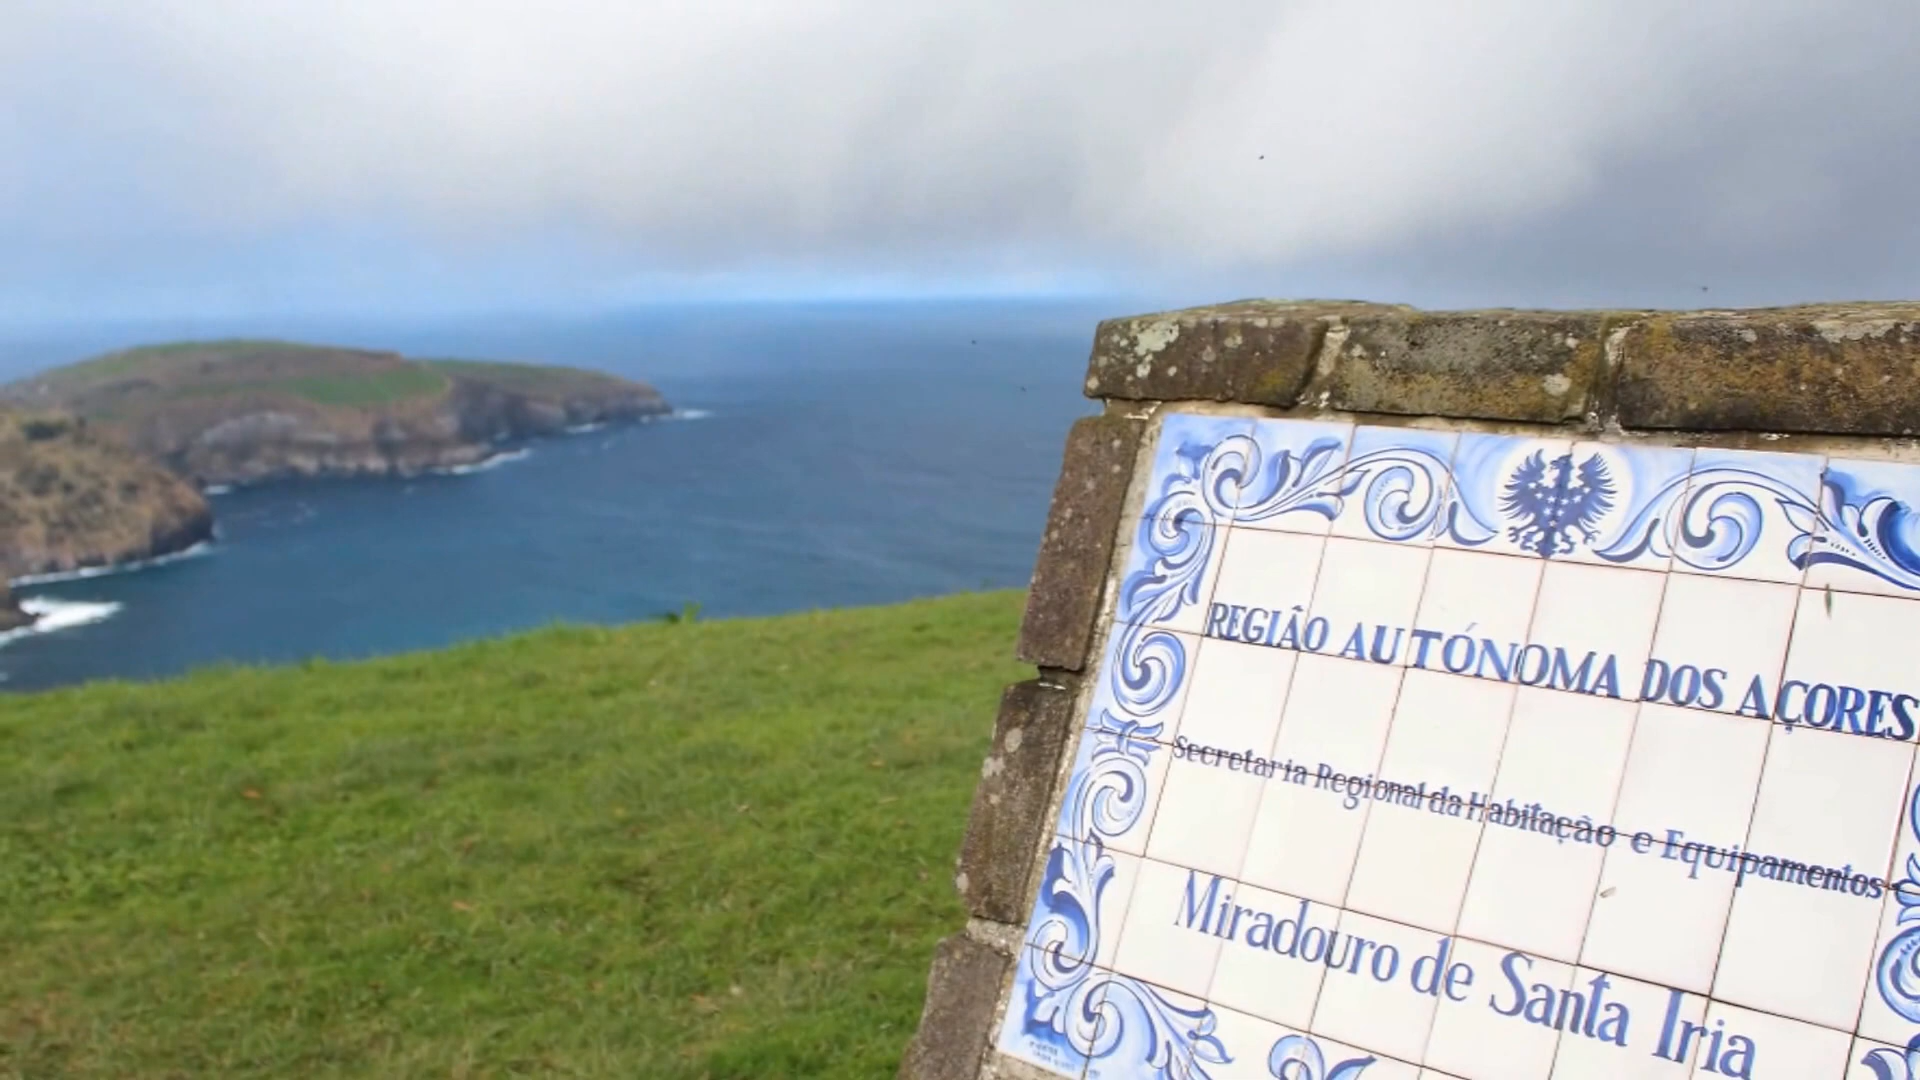 REGIÃO AUTÓNOMA DOS AÇORES
Secretaria Regional da Habitação e Equipamentos
Miradouro de Santa Iria